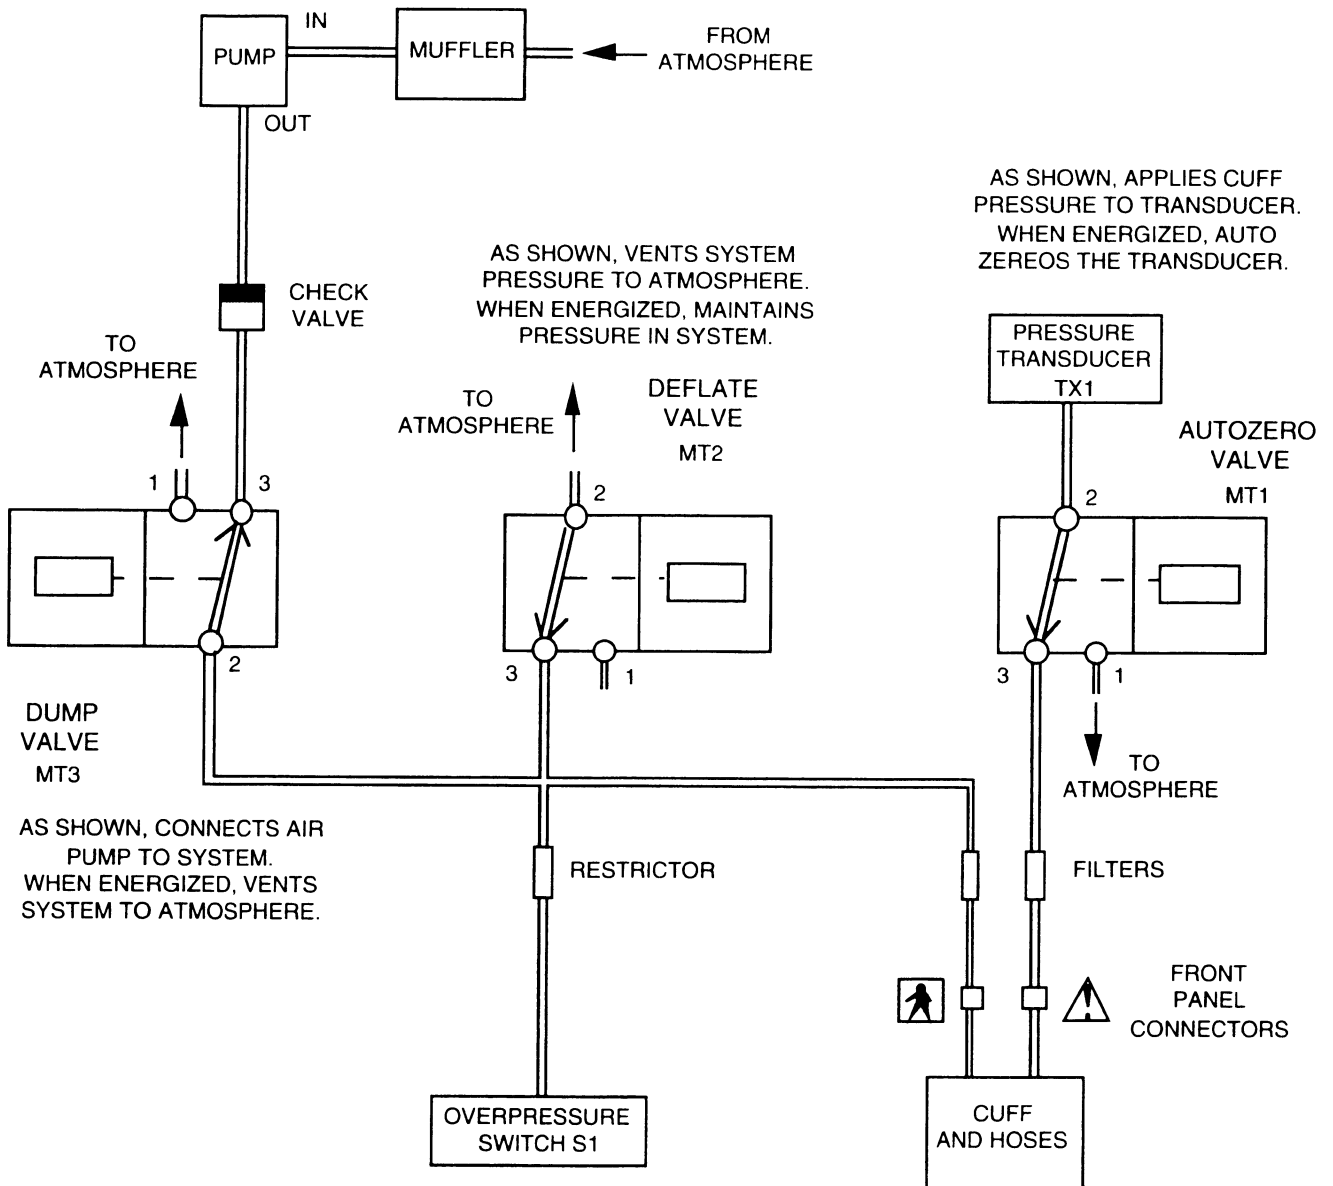 IN
PUMP
MUFFLER
FROM
ATMOSPHERE
OUT
AS SHOWN, APPLIES CUFF
PRESSURE TO TRANSDUCER.
WHEN ENERGIZED, AUTO
ZEREOS THE TRANSDUCER.
AS SHOWN, VENTS SYSTEM
PRESSURE TO ATMOSPHERE.
WHEN ENERGIZED, MAINTAINS
PRESSURE IN SYSTEM.
CHECK
VALVE
TO
ATMOSPHERE
PRESSURE
TRANSDUCER
TX1
TO
ATMOSPHERE
DEFLATE
VALVE
MT2
AUTOZERO
VALVE
MT1
1
3
2
2
2
3
1
3
1
DUMP
VALVE
MT3
TO
ATMOSPHERE
AS SHOWN, CONNECTS AIR
PUMP TO SYSTEM.
WHEN ENERGIZED, VENTS
SYSTEM TO ATMOSPHERE.
RESTRICTOR
FILTERS
FRONT
PANEL
CONNECTORS
!
OVERPRESSURE
SWITCH S1
CUFF
AND HOSES